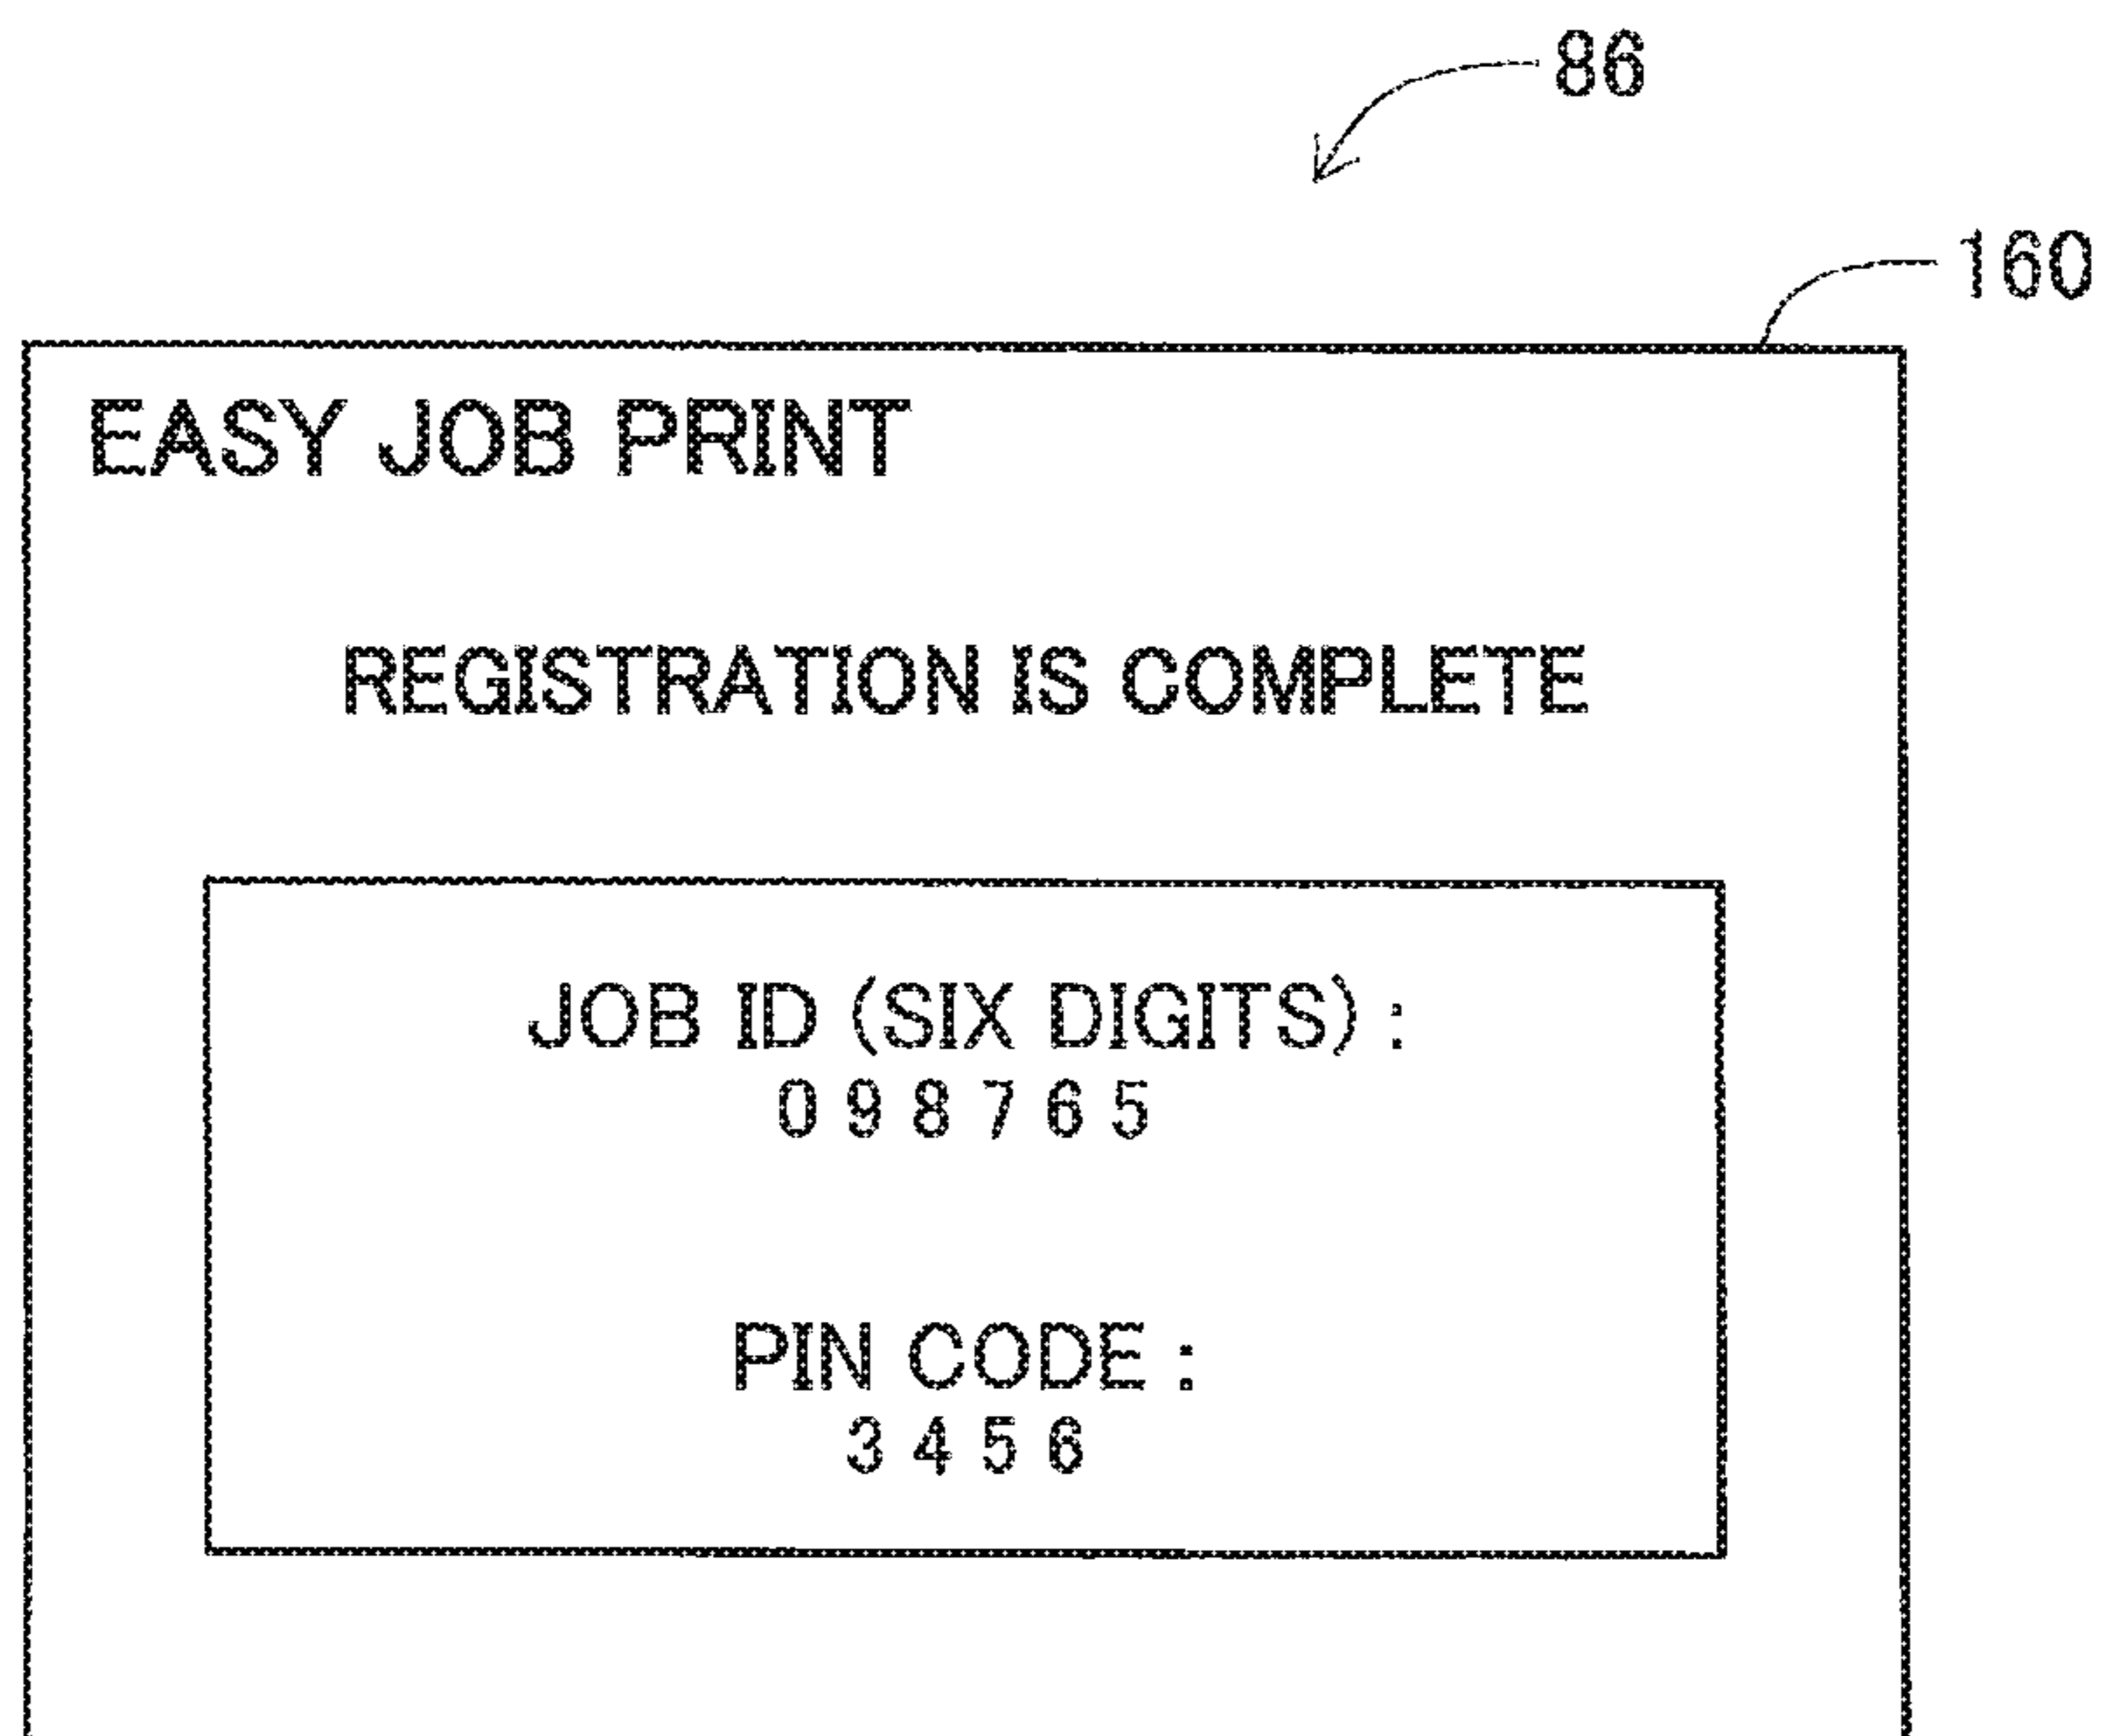 86
160
EASY JOB PRINT
REGISTRATION IS COMPLETE
JOB ID (SIX DIGITS) :
0 9 8 7 6 5
PIN CODE :
3 4 5 6